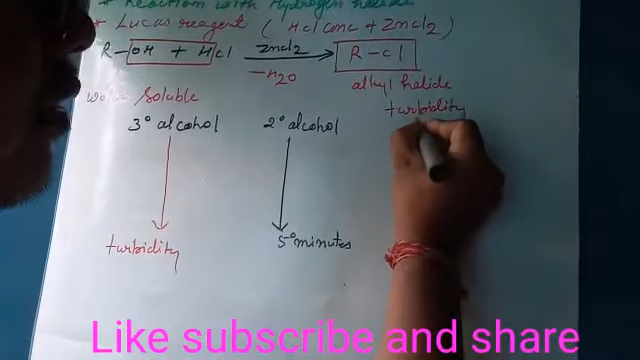 * Reaction with Hydrogen halide
* Lucas reagent ( HCl conc + ZnCl2 )
R-OH + HCl ZnCl2 R-Cl
-H2O
alkyl halide
water soluble
turbidity
3° alcohol 2° alcohol
turbidity 5 minutes
Like subscribe and share